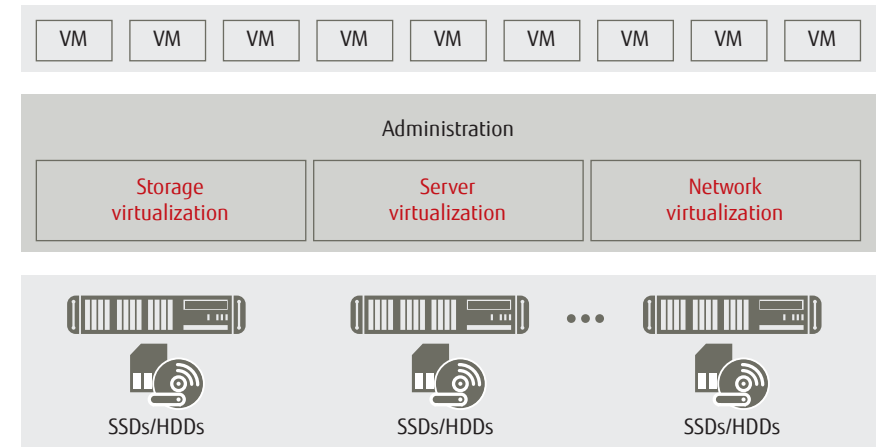 VM VM VM VM VM VM VM VM VM
Administration
Storage
virtualization
Server
virtualization
Network
virtualization
SSDs/HDDs SSDs/HDDs SSDs/HDDs